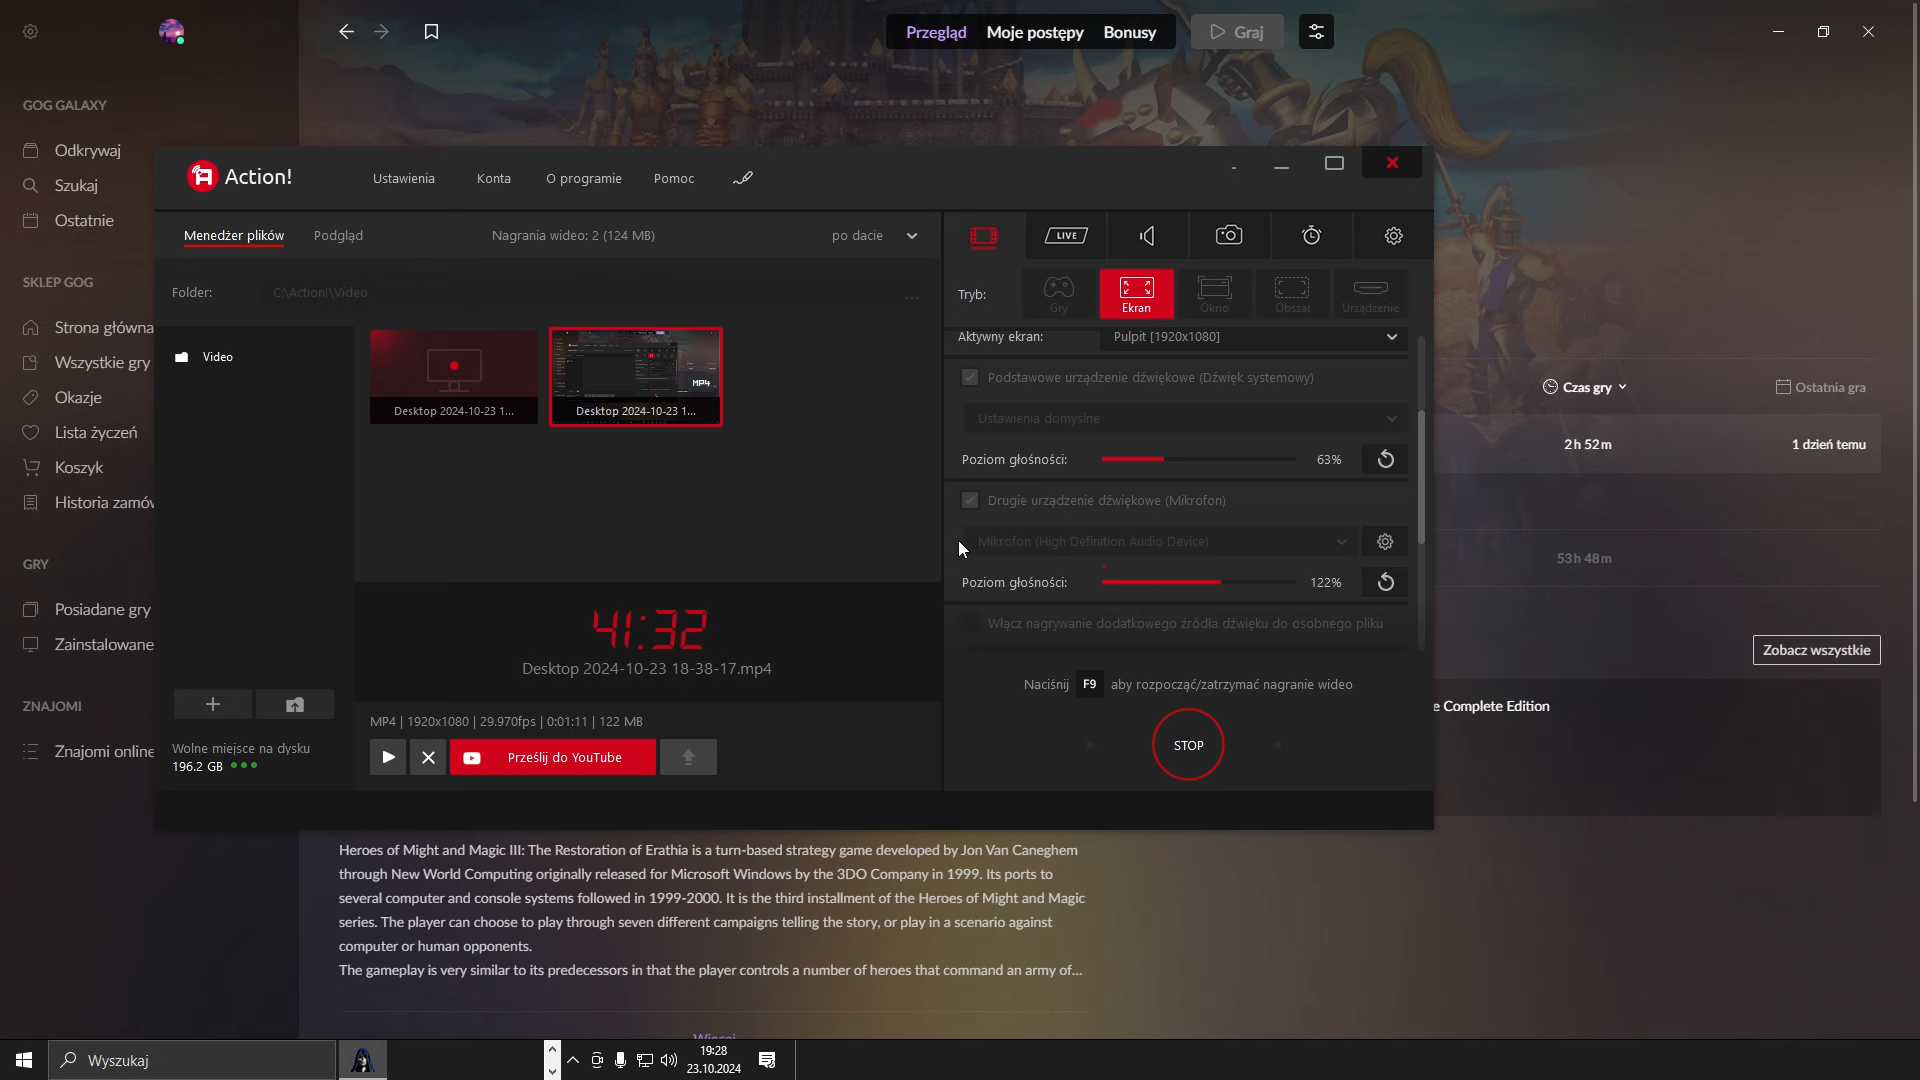 Przegląd
Moje postępy
Bonusy
Graj
GOG GALAXY
Odkrywaj
Szukaj
Ostatnie
SKLEP GOG
Strona główna
Wszystkie gry
Okazje
Lista życzeń
Koszyk
Historia zamów
GRY
Posiadane gry
Zainstalowane
ZNAJOMI
Znajomi online
Action!
Ustawienia
Konta
O programie
Pomoc
Menedżer plików
Podgląd
Nagrania wideo: 2 (124 MB)
po dacie
Folder:
C:\Action!\Video
...
Video
Desktop 2024-10-23 1...
MP4
Desktop 2024-10-23 1...
41:32
Desktop 2024-10-23 18-38-17.mp4
MP4 | 1920x1080 | 29.970fps | 0:01:11 | 122 MB
Prześlij do YouTube
Wolne miejsce na dysku
196.2 GB
LIVE
Tryb:
Gry
Ekran
Okno
Obszar
Urządzenie
Aktywny ekran:
Pulpit [1920x1080]
Podstawowe urządzenie dźwiękowe (Dźwięk systemowy)
Ustawienia domyślne
Poziom głośności:
63%
Drugie urządzenie dźwiękowe (Mikrofon)
Mikrofon (High Definition Audio Device)
Poziom głośności:
122%
Włącz nagrywanie dodatkowego źródła dźwięku do osobnego pliku
Naciśnij F9 aby rozpocząć/zatrzymać nagranie wideo
STOP
Czas gry
Ostatnia gra
2 h 52 m
1 dzień temu
53 h 48 m
Zobacz wszystkie
e Complete Edition
Heroes of Might and Magic III: The Restoration of Erathia is a turn-based strategy game developed by Jon Van Caneghem
through New World Computing originally released for Microsoft Windows by the 3DO Company in 1999. Its ports to
several computer and console systems followed in 1999-2000. It is the third installment of the Heroes of Might and Magic
series. The player can choose to play through seven different campaigns telling the story, or play in a scenario against
computer or human opponents.
The gameplay is very similar to its predecessors in that the player controls a number of heroes that command an army of...
Więcej
Wyszukaj
19:28
23.10.2024